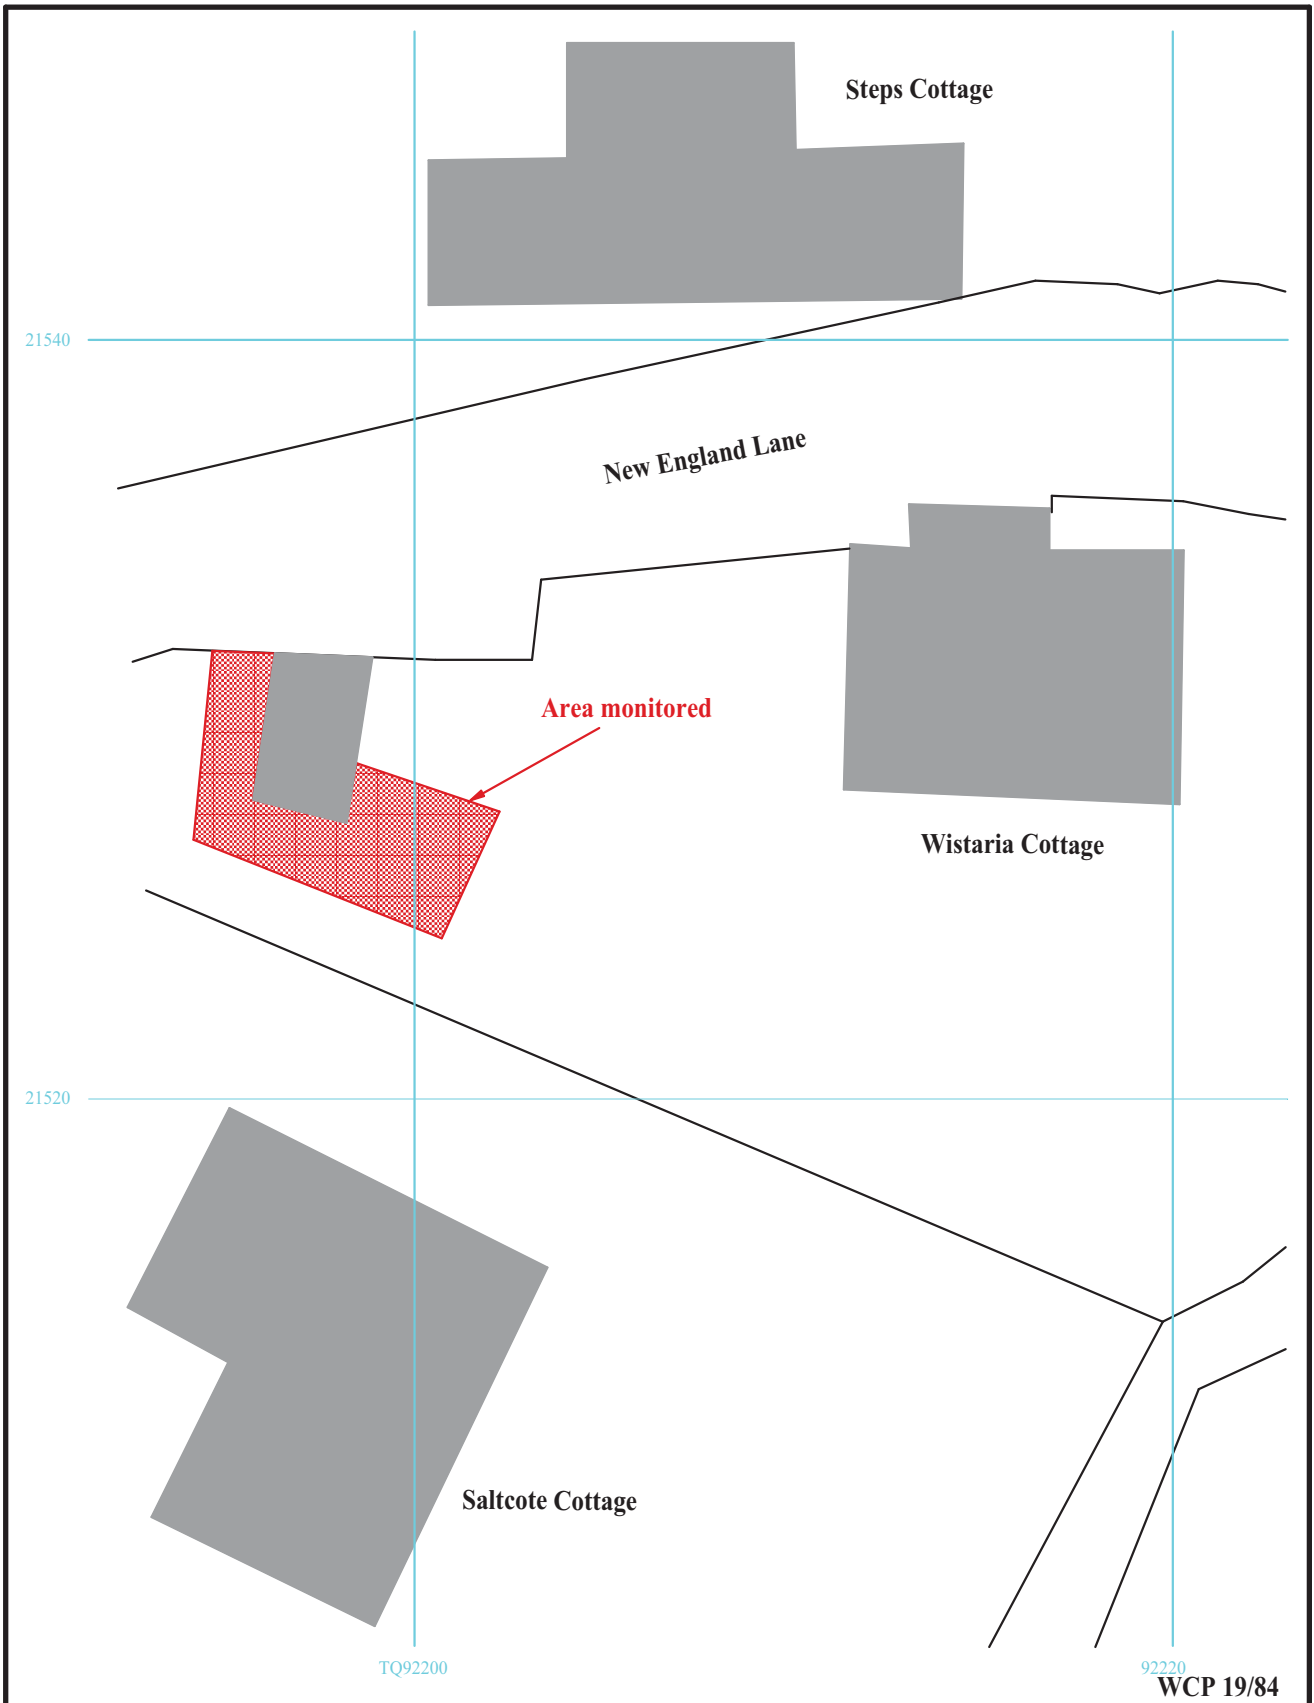 Steps Cottage
21540
New England Lane
Area monitored
Wistaria Cottage
21520
Saltcote Cottage
TQ92200
92220
WCP 19/84